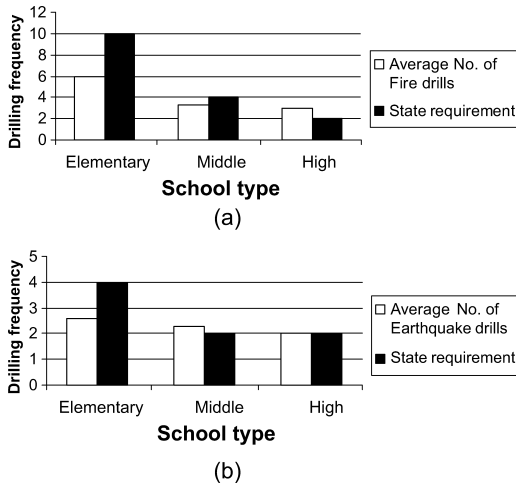 12
10
8
6
4
2
0
Drilling frequency
Elementary
Middle
High
School type
Average No. of
Fire drills
State requirement
(a)
5
4
3
2
1
0
Drilling frequency
Elementary
Middle
High
School type
Average No. of
Earthquake drills
State requirement
(b)